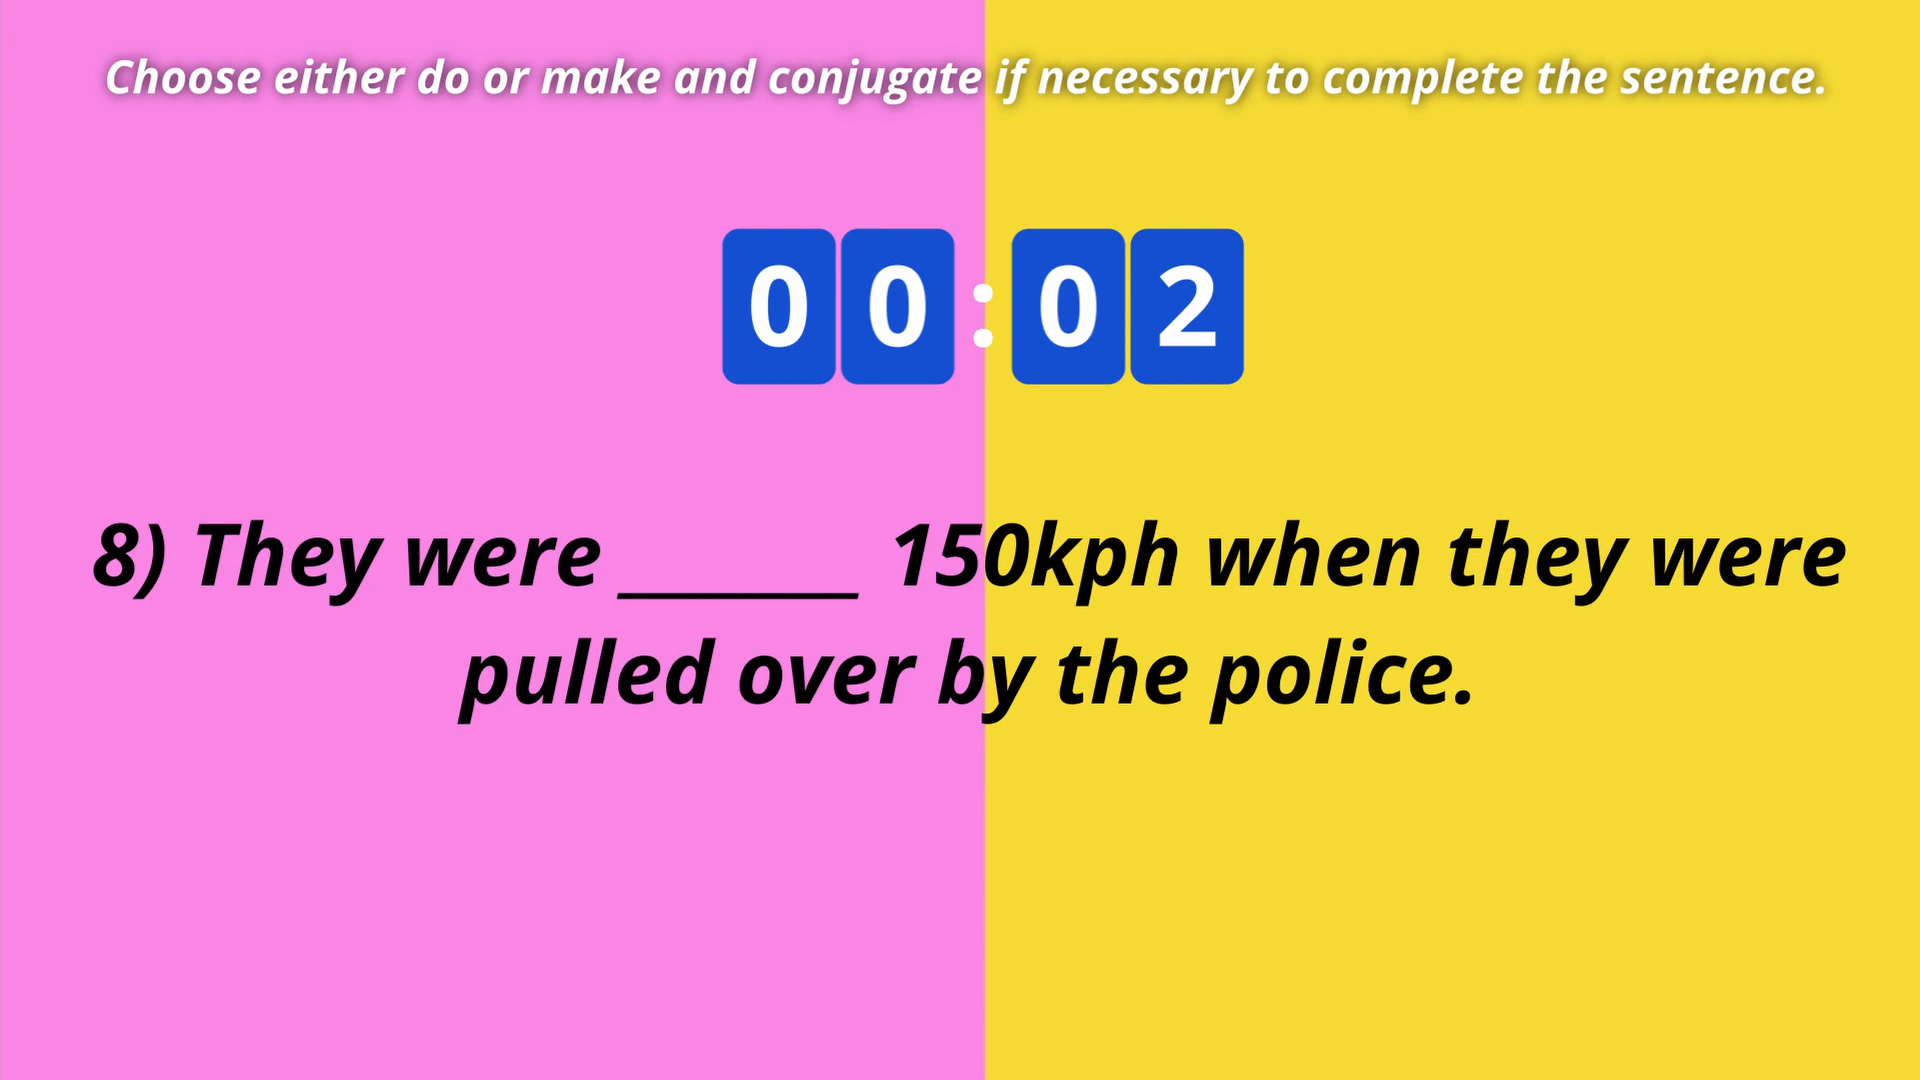 Choose either do or make and conjugate if necessary to complete the sentence.
00:02
8) They were ______ 150kph when they were
pulled over by the police.